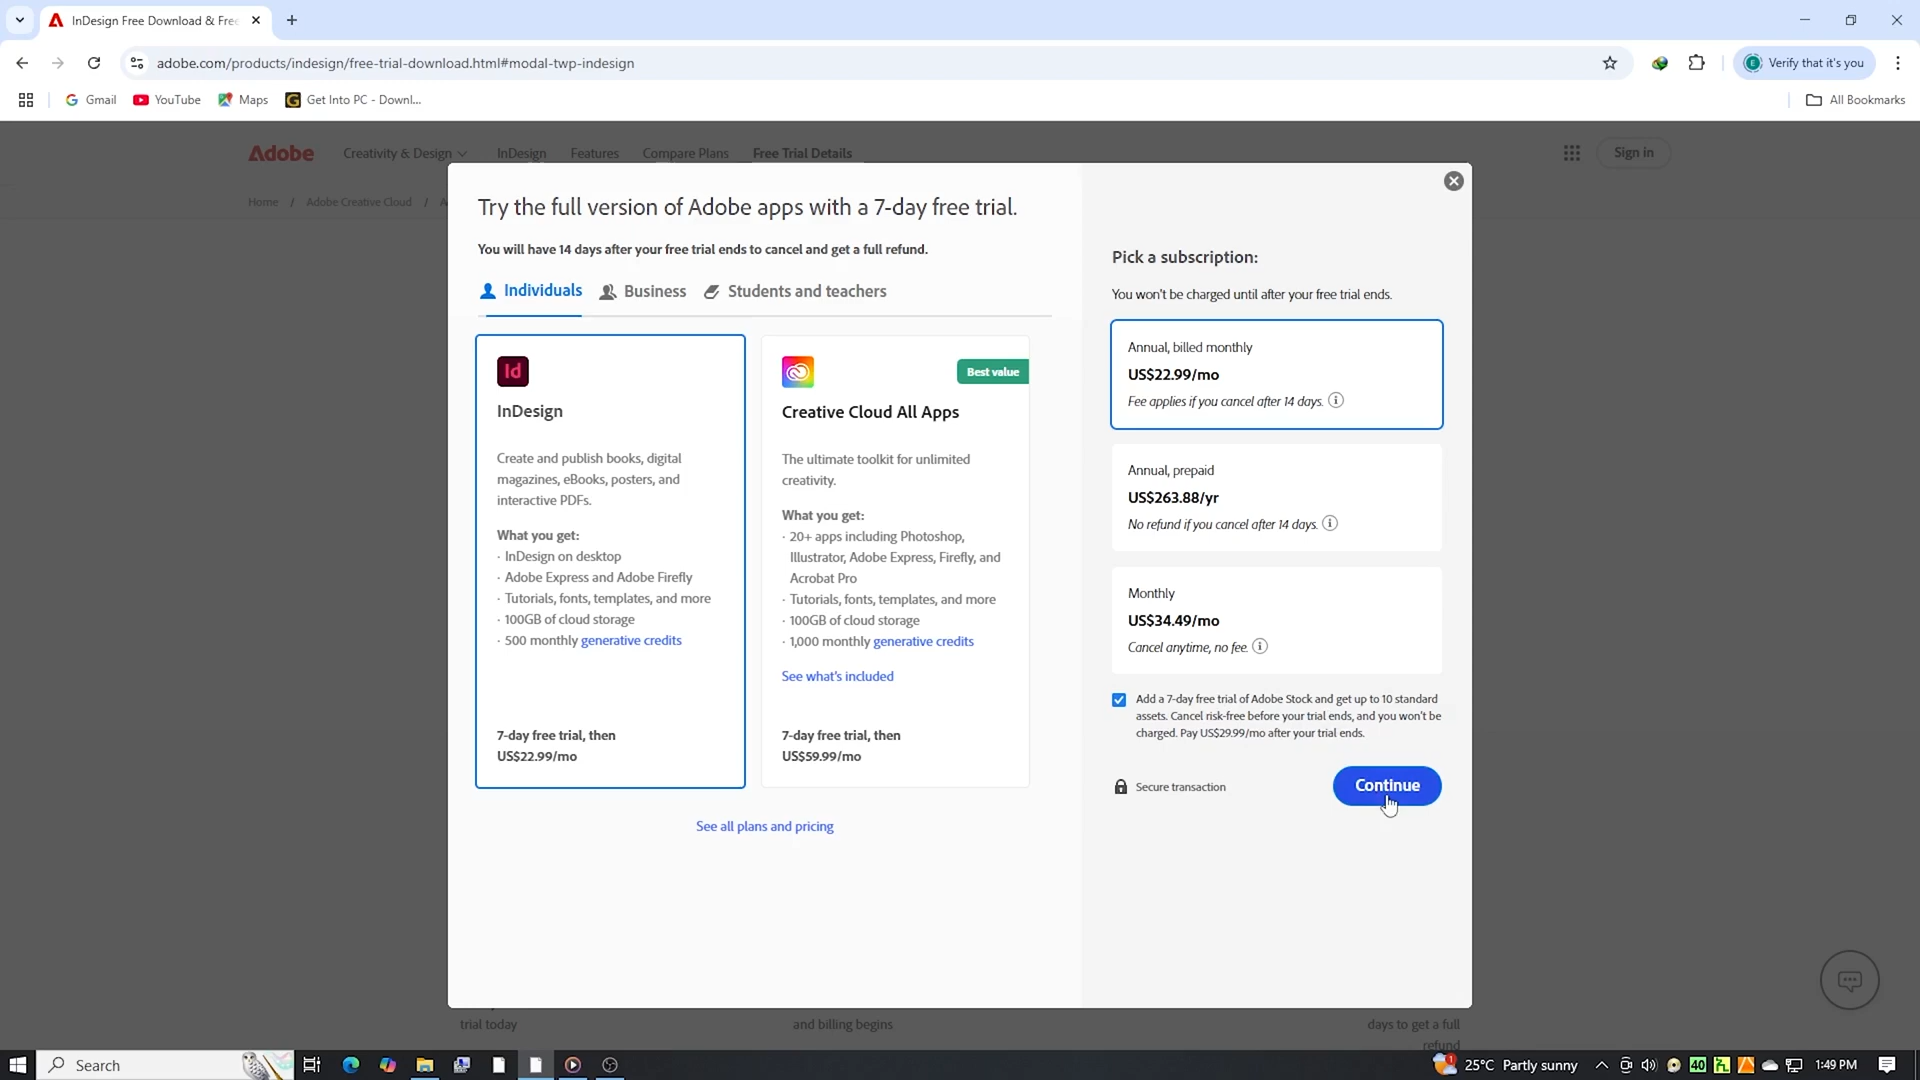 InDesign Free Download & Free
adobe.com/products/indesign/free-trial-download.html#modal-twp-indesign
Verify that it's you
Gmail
YouTube
Maps
Get Into PC - Downl...
All Bookmarks
Adobe
Creativity & Design
InDesign
Features
Compare Plans
Free Trial Details
Sign in
Home / Adobe Creative Cloud / A
Try the full version of Adobe apps with a 7-day free trial.
You will have 14 days after your free trial ends to cancel and get a full refund.
Individuals
Business
Students and teachers
Id
InDesign
Create and publish books, digital
magazines, eBooks, posters, and
interactive PDFs.
What you get:
· InDesign on desktop
· Adobe Express and Adobe Firefly
· Tutorials, fonts, templates, and more
· 100GB of cloud storage
· 500 monthly generative credits
7-day free trial, then
US$22.99/mo
Best value
Creative Cloud All Apps
The ultimate toolkit for unlimited
creativity.
What you get:
· 20+ apps including Photoshop,
Illustrator, Adobe Express, Firefly, and
Acrobat Pro
· Tutorials, fonts, templates, and more
· 100GB of cloud storage
· 1,000 monthly generative credits
See what's included
7-day free trial, then
US$59.99/mo
See all plans and pricing
Pick a subscription:
You won't be charged until after your free trial ends.
Annual, billed monthly
US$22.99/mo
Fee applies if you cancel after 14 days.
Annual, prepaid
US$263.88/yr
No refund if you cancel after 14 days.
Monthly
US$34.49/mo
Cancel anytime, no fee.
Add a 7-day free trial of Adobe Stock and get up to 10 standard
assets. Cancel risk-free before your trial ends, and you won't be
charged. Pay US$29.99/mo after your trial ends.
Secure transaction
Continue
trial today
and billing begins
days to get a full
refund
Search
1
25°C Partly sunny
40
1:49 PM